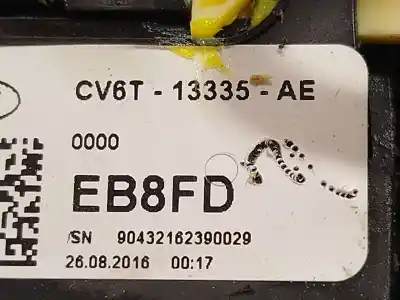 CV6T - 13335 - AE
0000
EB8FD
/SN 90432162390029
26.08.2016 00:17